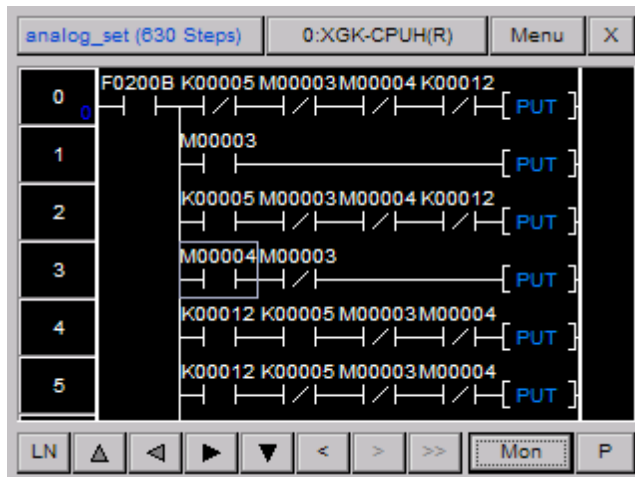 analog_set (630 Steps) 0:XGK-CPUH(R) Menu X
F0200B K00005 M00003 M00004 K00012
0 0 PUT
M00003
1 PUT
K00005 M00003 M00004 K00012
2 PUT
M00004 M00003
3 PUT
K00012 K00005 M00003 M00004
4 PUT
K00012 K00005 M00003 M00004
5 PUT
LN < > >> Mon P